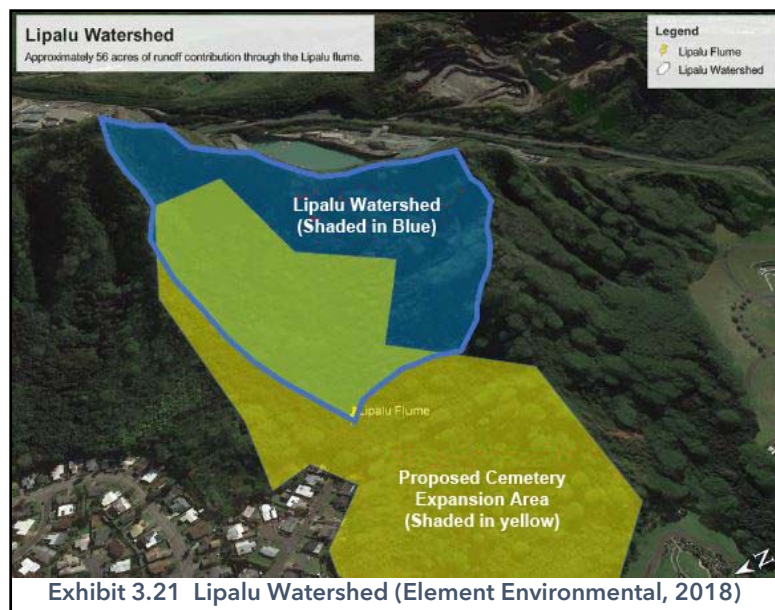 Lipalu Watershed
Approximately 56 acres of runoff contribution through the Lipalu flume.
Legend
Lipalu Flume
Lipalu Watershed
Lipalu Watershed
(Shaded in Blue)
Lipalu Flume
Proposed Cemetery
Expansion Area
(Shaded in yellow)
Exhibit 3.21 Lipalu Watershed (Element Environmental, 2018)